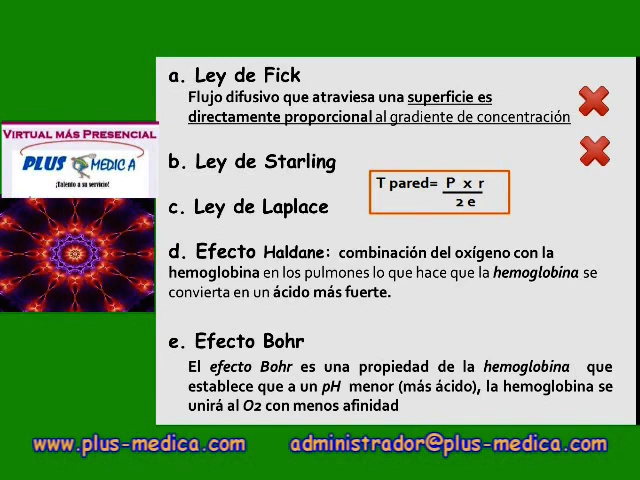 a. Ley de Fick
Flujo difusivo que atraviesa una superficie es
directamente proporcional al gradiente de concentración
VIRTUAL MÁS PRESENCIAL
PLUS MEDICA
¡Talento a su servicio!
b. Ley de Starling
T pared= P x r
2 e
c. Ley de Laplace
d. Efecto Haldane: combinación del oxígeno con la
hemoglobina en los pulmones lo que hace que la hemoglobina se
convierta en un ácido más fuerte.
e. Efecto Bohr
El efecto Bohr es una propiedad de la hemoglobina que
establece que a un pH menor (más ácido), la hemoglobina se
unirá al O2 con menos afinidad
www.plus-medica.com administrador@plus-medica.com